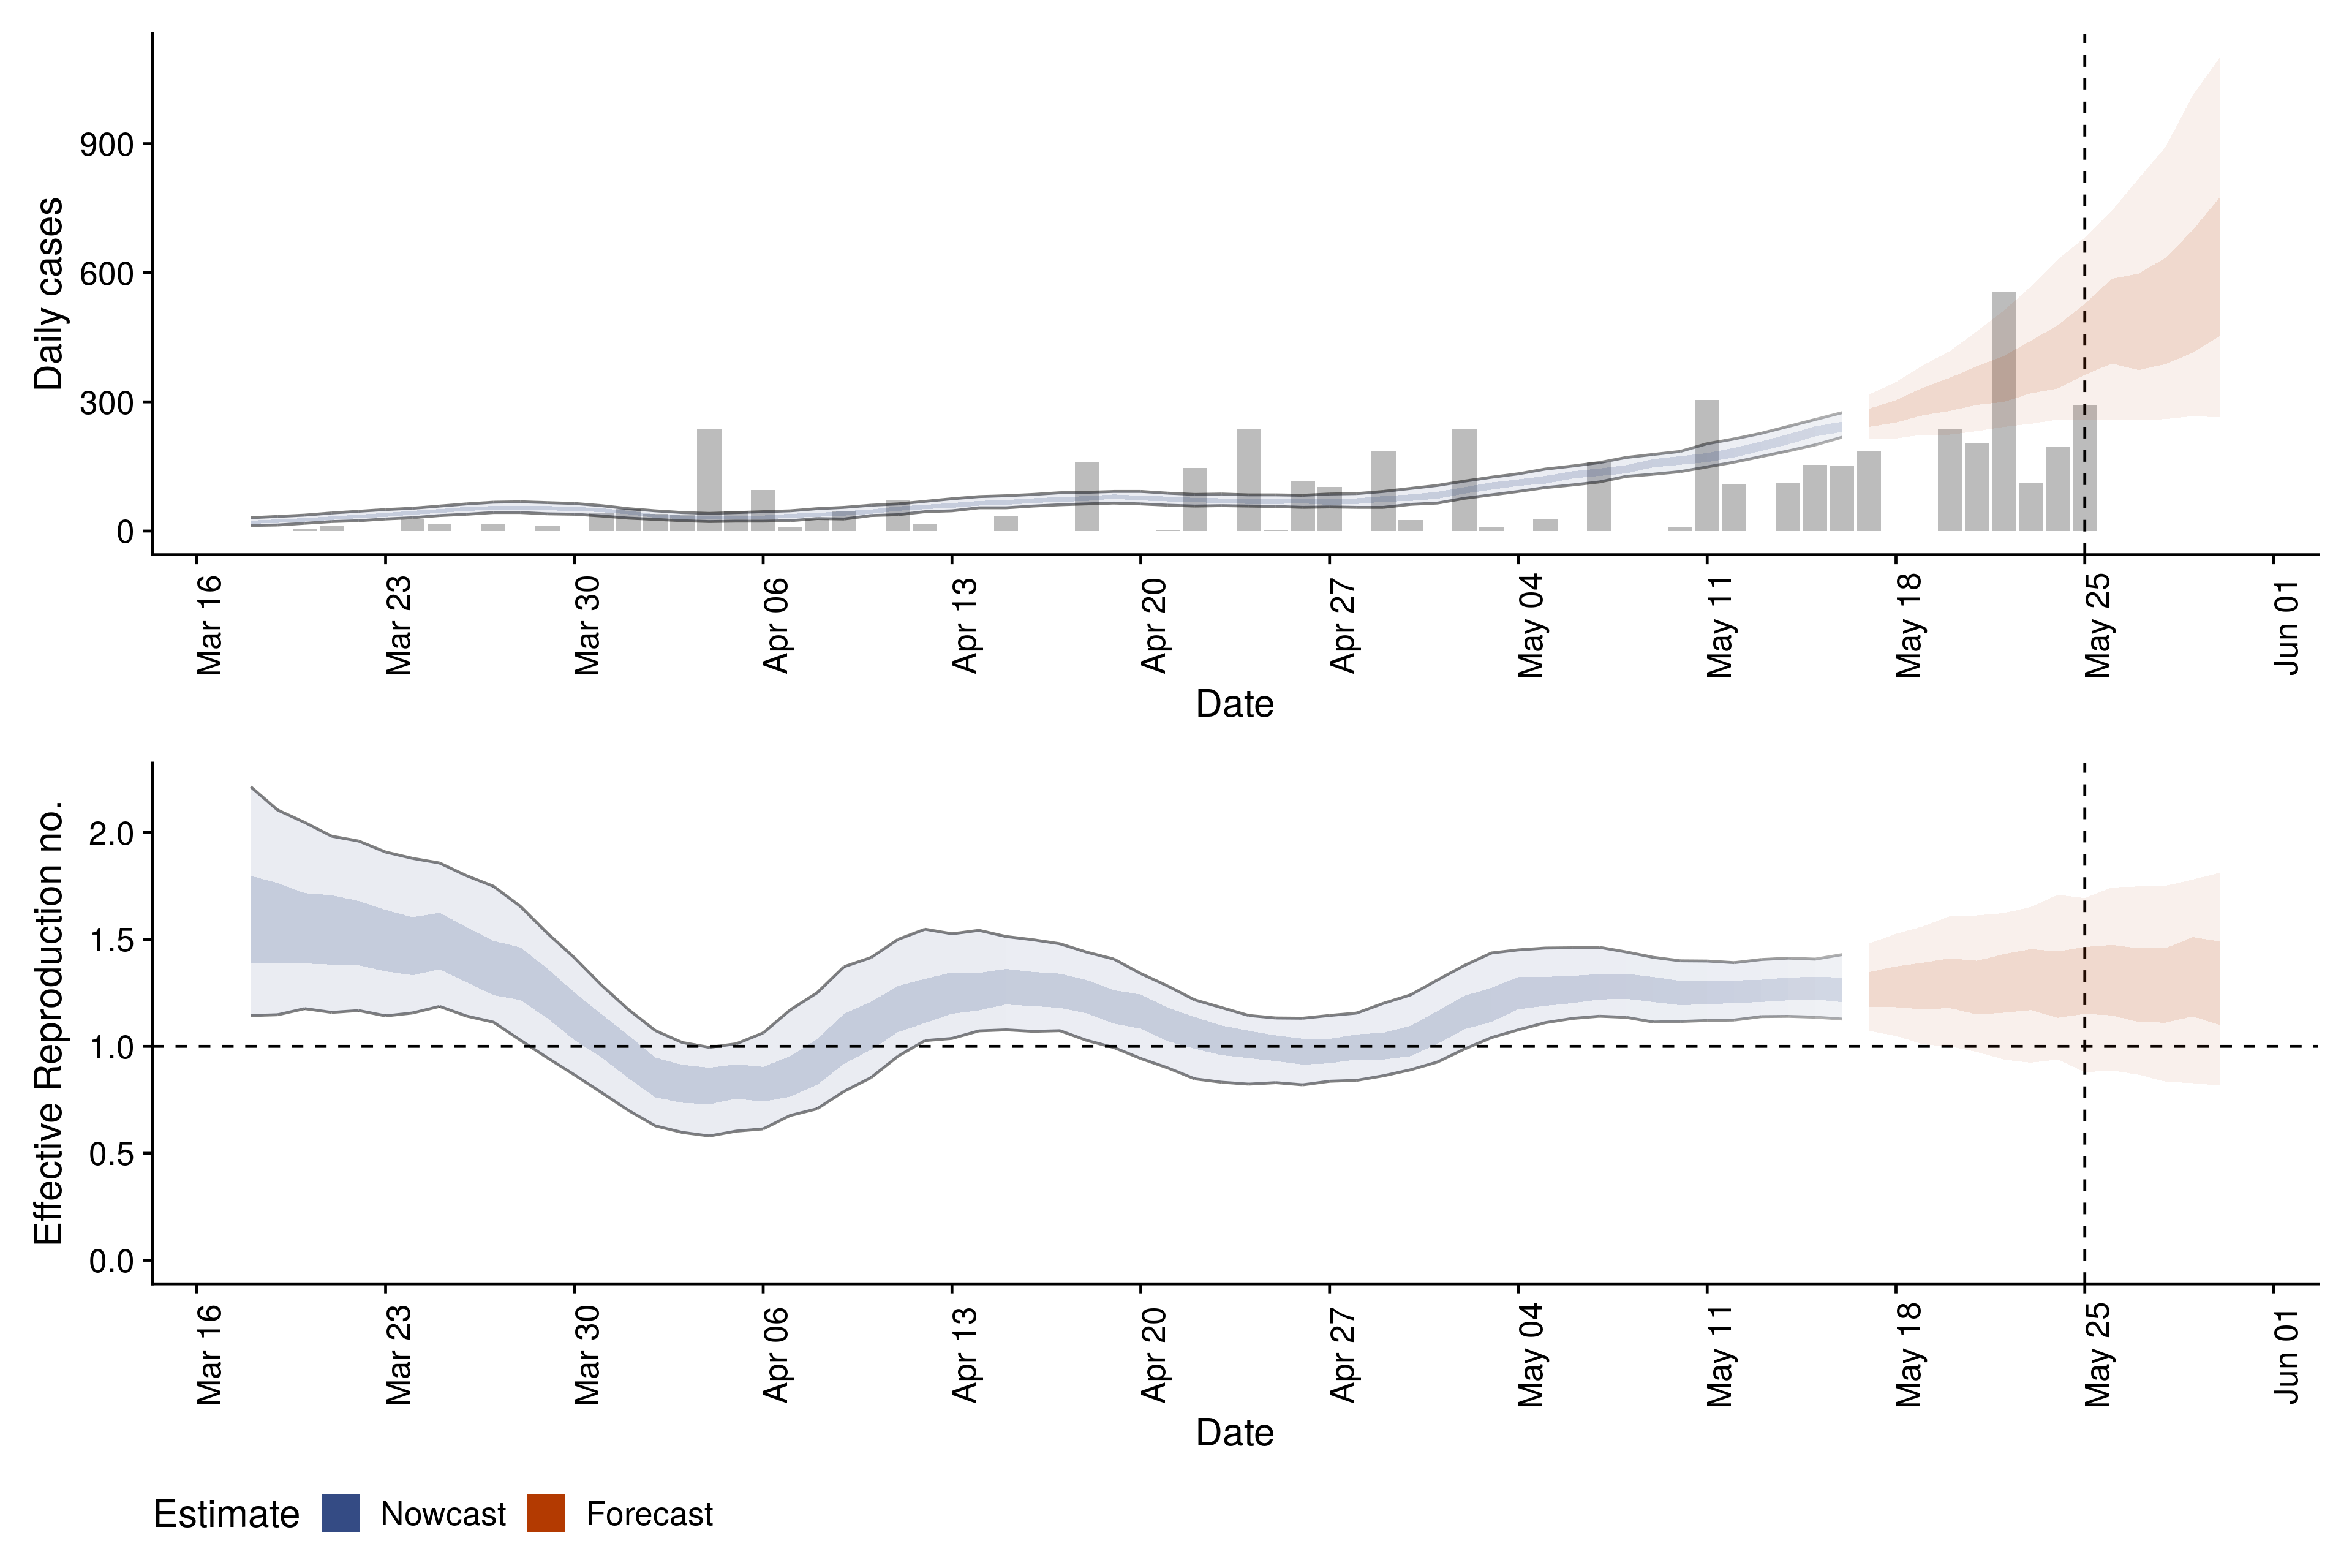 Daily cases
900
600
300
0
Mar 16
Mar 23
Mar 30
Apr 06
Apr 13
Apr 20
Apr 27
May 04
May 11
May 18
May 25
Jun 01
Date
Effective Reproduction no.
2.0
1.5
1.0
0.5
0.0
Mar 16
Mar 23
Mar 30
Apr 06
Apr 13
Apr 20
Apr 27
May 04
May 11
May 18
May 25
Jun 01
Date
Estimate Nowcast Forecast